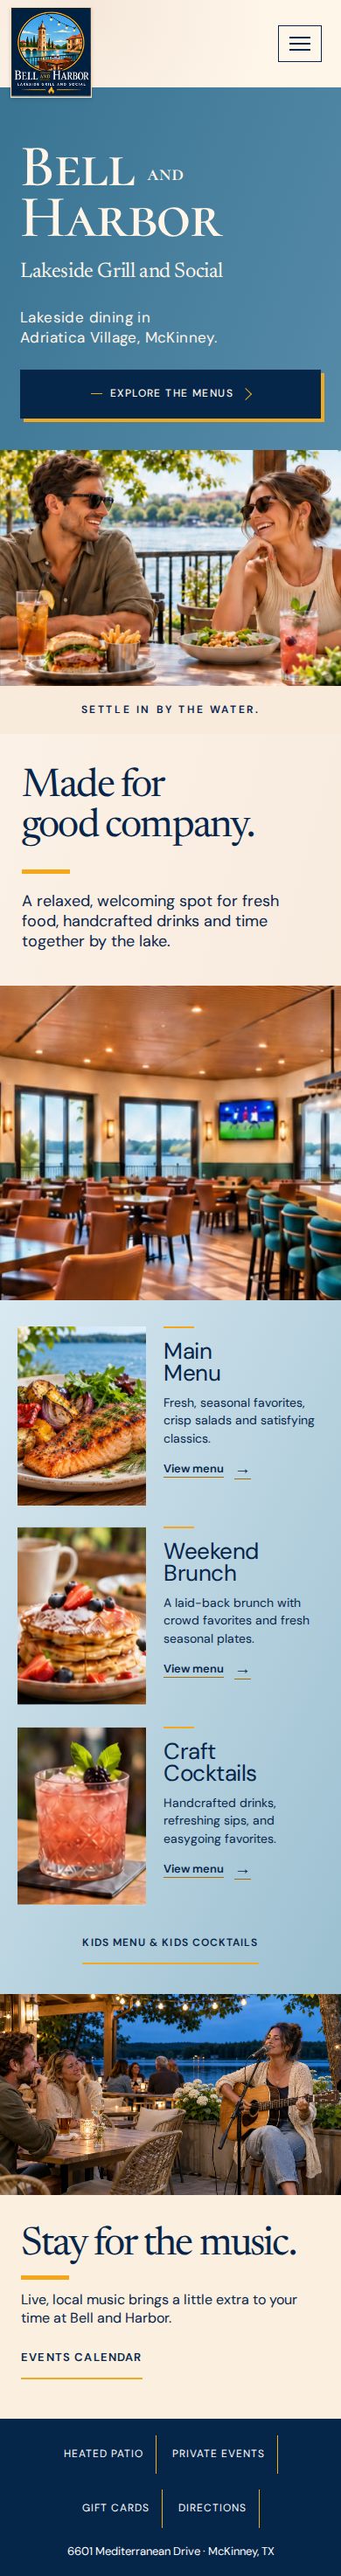 BELL AND HARBOR
LAKESIDE GRILL AND SOCIAL
BELL AND
HARBOR
Lakeside Grill and Social
Lakeside dining in
Adriatica Village, McKinney.
— EXPLORE THE MENUS
SETTLE IN BY THE WATER.
Made for
good company.
A relaxed, welcoming spot for fresh
food, handcrafted drinks and time
together by the lake.
Main
Menu
Fresh, seasonal favorites,
crisp salads and satisfying
classics.
View menu →
Weekend
Brunch
A laid-back brunch with
crowd favorites and fresh
seasonal plates.
View menu →
Craft
Cocktails
Handcrafted drinks,
refreshing sips, and
easygoing favorites.
View menu →
KIDS MENU & KIDS COCKTAILS
Stay for the music.
Live, local music brings a little extra to your
time at Bell and Harbor.
EVENTS CALENDAR
HEATED PATIO
PRIVATE EVENTS
GIFT CARDS
DIRECTIONS
6601 Mediterranean Drive · McKinney, TX